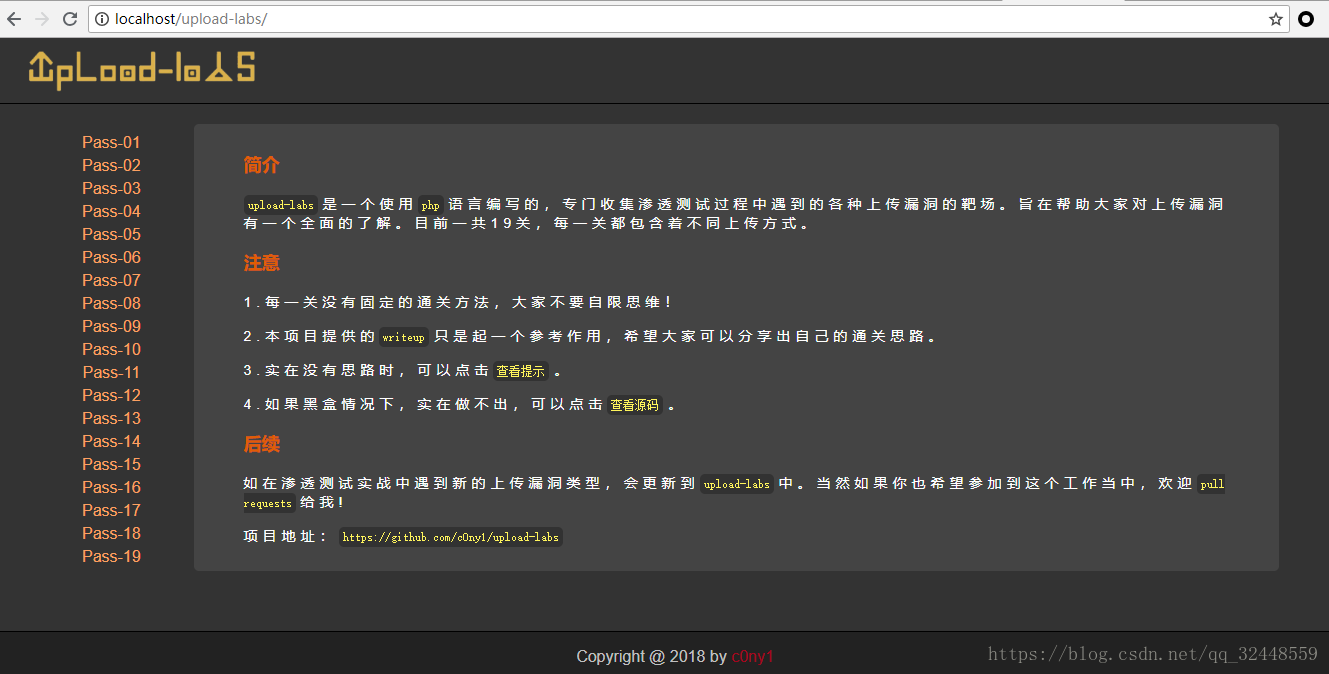 localhost/upload-labs/
upLoad-labS
Pass-01
Pass-02
Pass-03
Pass-04
Pass-05
Pass-06
Pass-07
Pass-08
Pass-09
Pass-10
Pass-11
Pass-12
Pass-13
Pass-14
Pass-15
Pass-16
Pass-17
Pass-18
Pass-19
简介
upload-labs 是一个使用 php 语言编写的，专门收集渗透测试过程中遇到的各种上传漏洞的靶场。旨在帮助大家对上传漏洞
有一个全面的了解。目前一共19关，每一关都包含着不同上传方式。
注意
1.每一关没有固定的通关方法，大家不要自限思维！
2.本项目提供的 writeup 只是起一个参考作用，希望大家可以分享出自己的通关思路。
3.实在没有思路时，可以点击 查看提示 。
4.如果黑盒情况下，实在做不出，可以点击 查看源码 。
后续
如在渗透测试实战中遇到新的上传漏洞类型，会更新到 upload-labs 中。当然如果你也希望参加到这个工作当中，欢迎 pull
requests 给我！
项目地址： https://github.com/c0ny1/upload-labs
Copyright @ 2018 by c0ny1
https://blog.csdn.net/qq_32448559